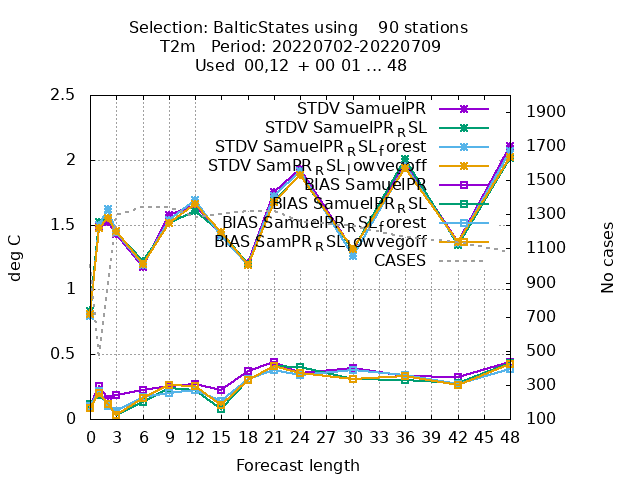 Selection: BalticStates using 90 stations
T2m Period: 20220702-20220709
Used 00,12 + 00 01 ... 48
2.5
2
1.5
1
0.5
0
deg C
1900
1700
1500
1300
1100
900
700
500
300
100
No cases
STDV SamuelPR
STDV SamuelPR_RSL
STDV SamuelPR_RSL_forest
STDV SamPR_RSL_lowvegoff
BIAS SamuelPR
BIAS SamuelPR_RSL
BIAS SamuelPR_RSL_forest
BIAS SamPR_RSL_lowvegoff
CASES
0 3 6 9 12 15 18 21 24 27 30 33 36 39 42 45 48
Forecast length